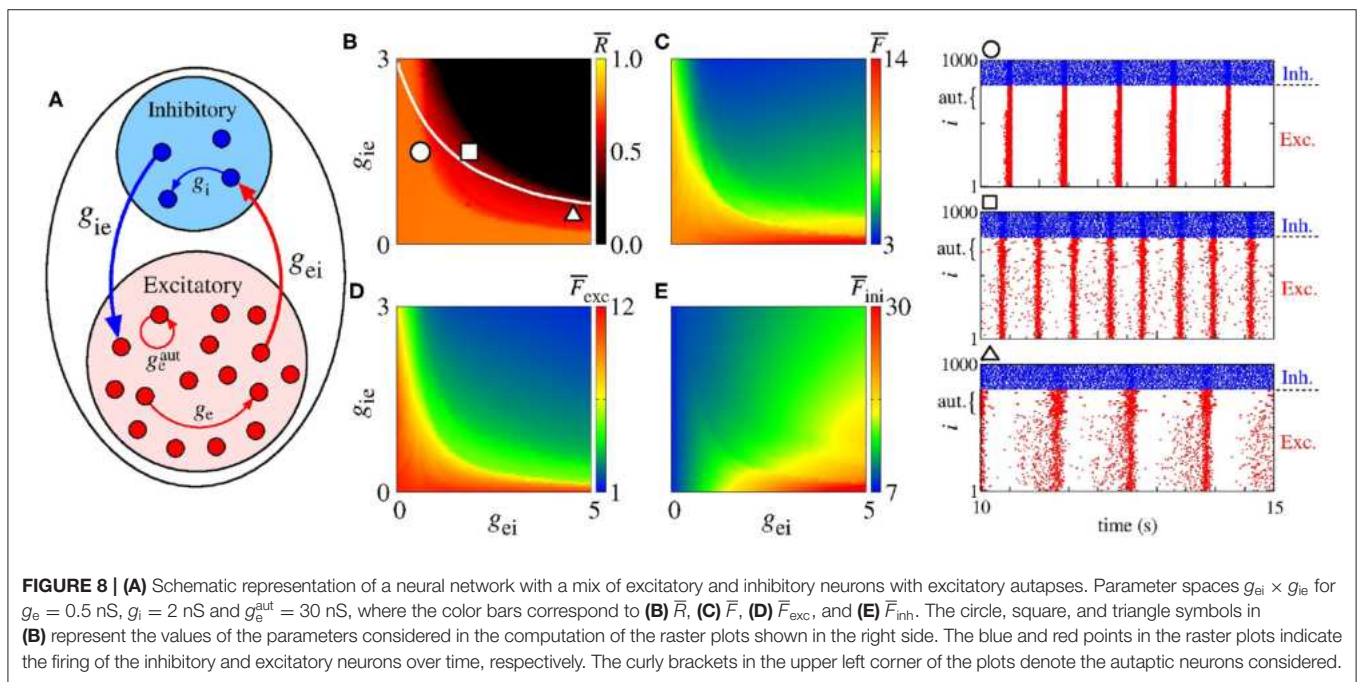 A
Inhibitory
g_i
g_ie
g_ei
Excitatory
g_e^aut
g_e
B
R̅
3
1.0
g_ie
0.5
0
0.0
C
F̅
14
3
D
F̅_exc
3
12
g_ie
0
1
0
g_ei
5
E
F̅_ini
30
7
0
g_ei
5
1000
aut.{
i
1
Inh.
Exc.
1000
aut.{
i
1
Inh.
Exc.
1000
aut.{
i
1
Inh.
Exc.
10
15
time (s)
FIGURE 8 | (A) Schematic representation of a neural network with a mix of excitatory and inhibitory neurons with excitatory autapses. Parameter spaces g_ei × g_ie for
g_e = 0.5 nS, g_i = 2 nS and g_e^aut = 30 nS, where the color bars correspond to (B) R̅, (C) F̅, (D) F̅_exc, and (E) F̅_inh. The circle, square, and triangle symbols in
(B) represent the values of the parameters considered in the computation of the raster plots shown in the right side. The blue and red points in the raster plots indicate
the firing of the inhibitory and excitatory neurons over time, respectively. The curly brackets in the upper left corner of the plots denote the autaptic neurons considered.